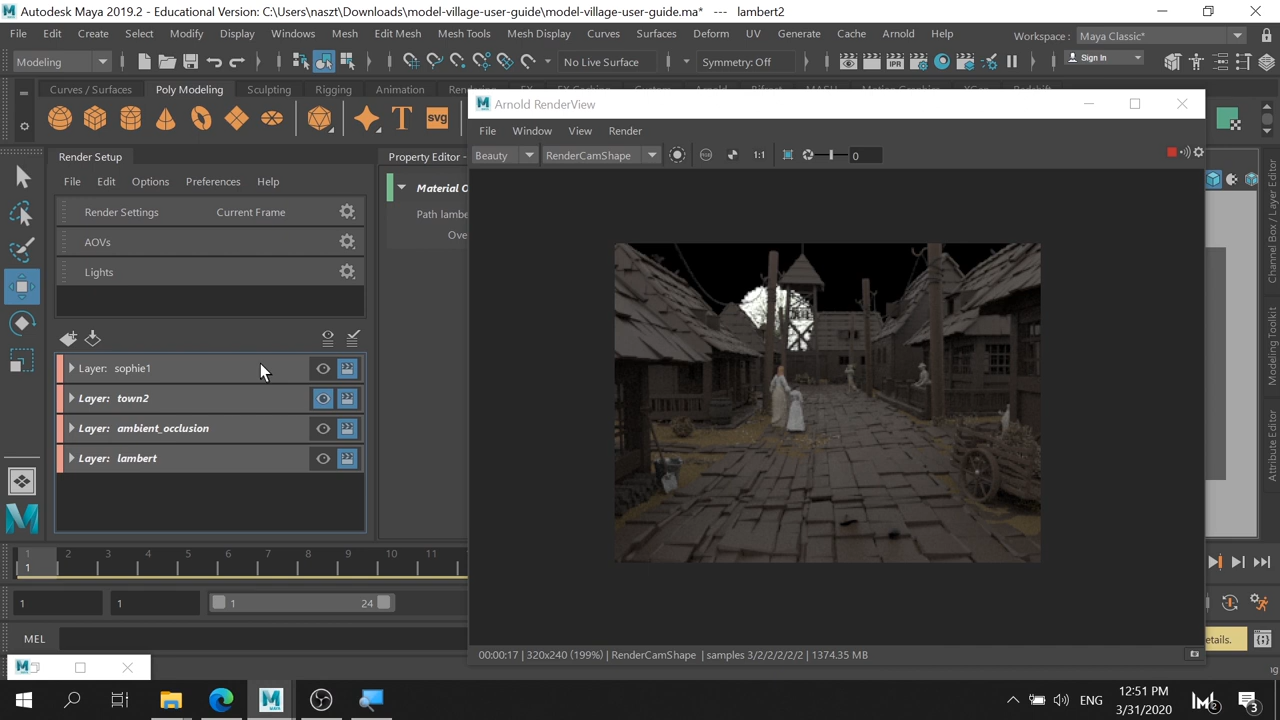 Autodesk Maya 2019.2 - Educational Version: C:\Users\naszt\Downloads\model-village-user-guide\model-village-user-guide.ma* --- lambert2
File Edit Create Select Modify Display Windows Mesh Edit Mesh Mesh Tools Mesh Display Curves Surfaces Deform UV Generate Cache Arnold Help Workspace : Maya Classic*
Modeling No Live Surface Symmetry: Off IPR Sign In
Curves / Surfaces Poly Modeling Sculpting Rigging Animation
T svg
Arnold RenderView
File Window View Render
Beauty RenderCamShape 1:1 0
Render Setup Property Editor -
File Edit Options Preferences Help
Material O
Path lambe
Ove
Render Settings Current Frame
AOVs
Lights
Layer: sophie1
Layer: town2
Layer: ambient_occlusion
Layer: lambert
Channel Box / Layer Editor
Modeling Toolkit
Attribute Editor
1 2 3 4 5 6 7 8 9 10 11
1
1 1 1 24
MEL
etails.
00:00:17 | 320x240 (199%) | RenderCamShape | samples 3/2/2/2/2/2 | 1374.35 MB
ENG
12:51 PM
3/31/2020
2
3